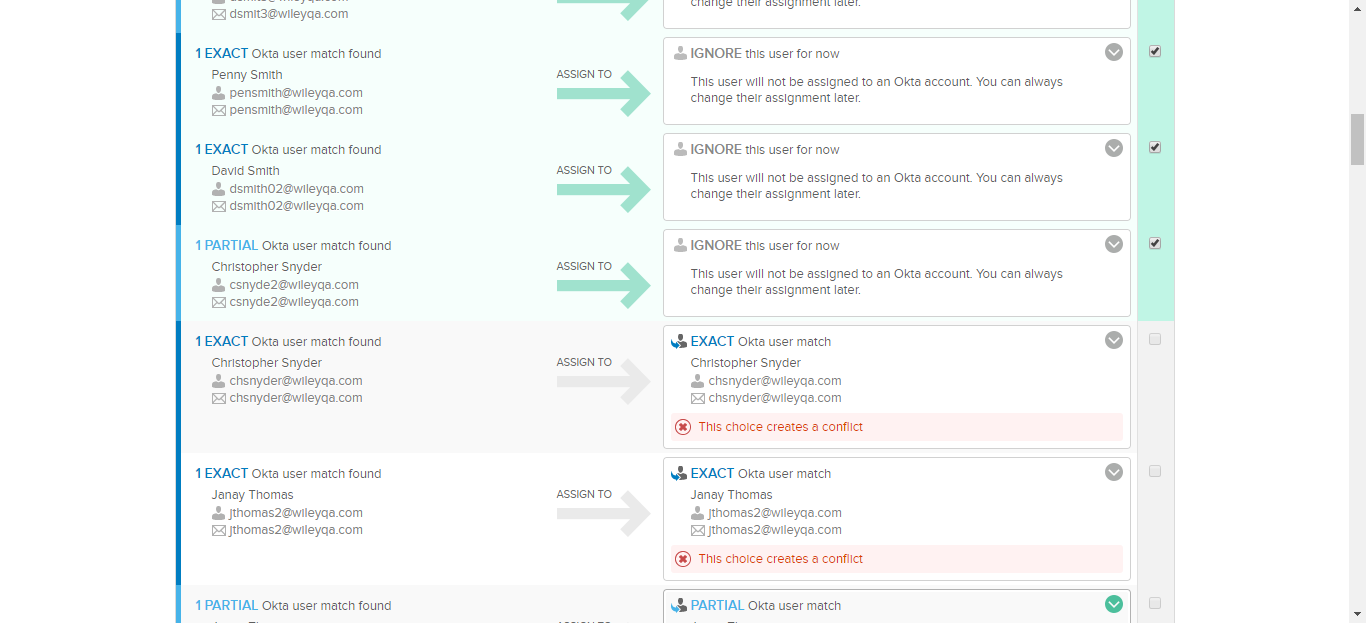 dsmit3@wileyqa.com
change their assignment later.
1 EXACT Okta user match found
Penny Smith
pensmith@wileyqa.com
pensmith@wileyqa.com
ASSIGN TO
IGNORE this user for now
This user will not be assigned to an Okta account. You can always
change their assignment later.
1 EXACT Okta user match found
David Smith
dsmith02@wileyqa.com
dsmith02@wileyqa.com
ASSIGN TO
IGNORE this user for now
This user will not be assigned to an Okta account. You can always
change their assignment later.
1 PARTIAL Okta user match found
Christopher Snyder
csnyde2@wileyqa.com
csnyde2@wileyqa.com
ASSIGN TO
IGNORE this user for now
This user will not be assigned to an Okta account. You can always
change their assignment later.
1 EXACT Okta user match found
Christopher Snyder
chsnyder@wileyqa.com
chsnyder@wileyqa.com
ASSIGN TO
EXACT Okta user match
Christopher Snyder
chsnyder@wileyqa.com
chsnyder@wileyqa.com
This choice creates a conflict
1 EXACT Okta user match found
Janay Thomas
jthomas2@wileyqa.com
jthomas2@wileyqa.com
ASSIGN TO
EXACT Okta user match
Janay Thomas
jthomas2@wileyqa.com
jthomas2@wileyqa.com
This choice creates a conflict
1 PARTIAL Okta user match found
PARTIAL Okta user match